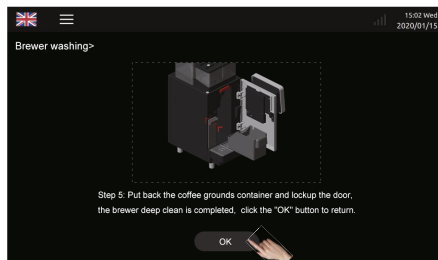 15:02 Wed
2020/01/15
Brewer washing>
Step 5: Put back the coffee grounds container and lockup the door,
the brewer deep clean is completed, click the "OK" button to return.
OK